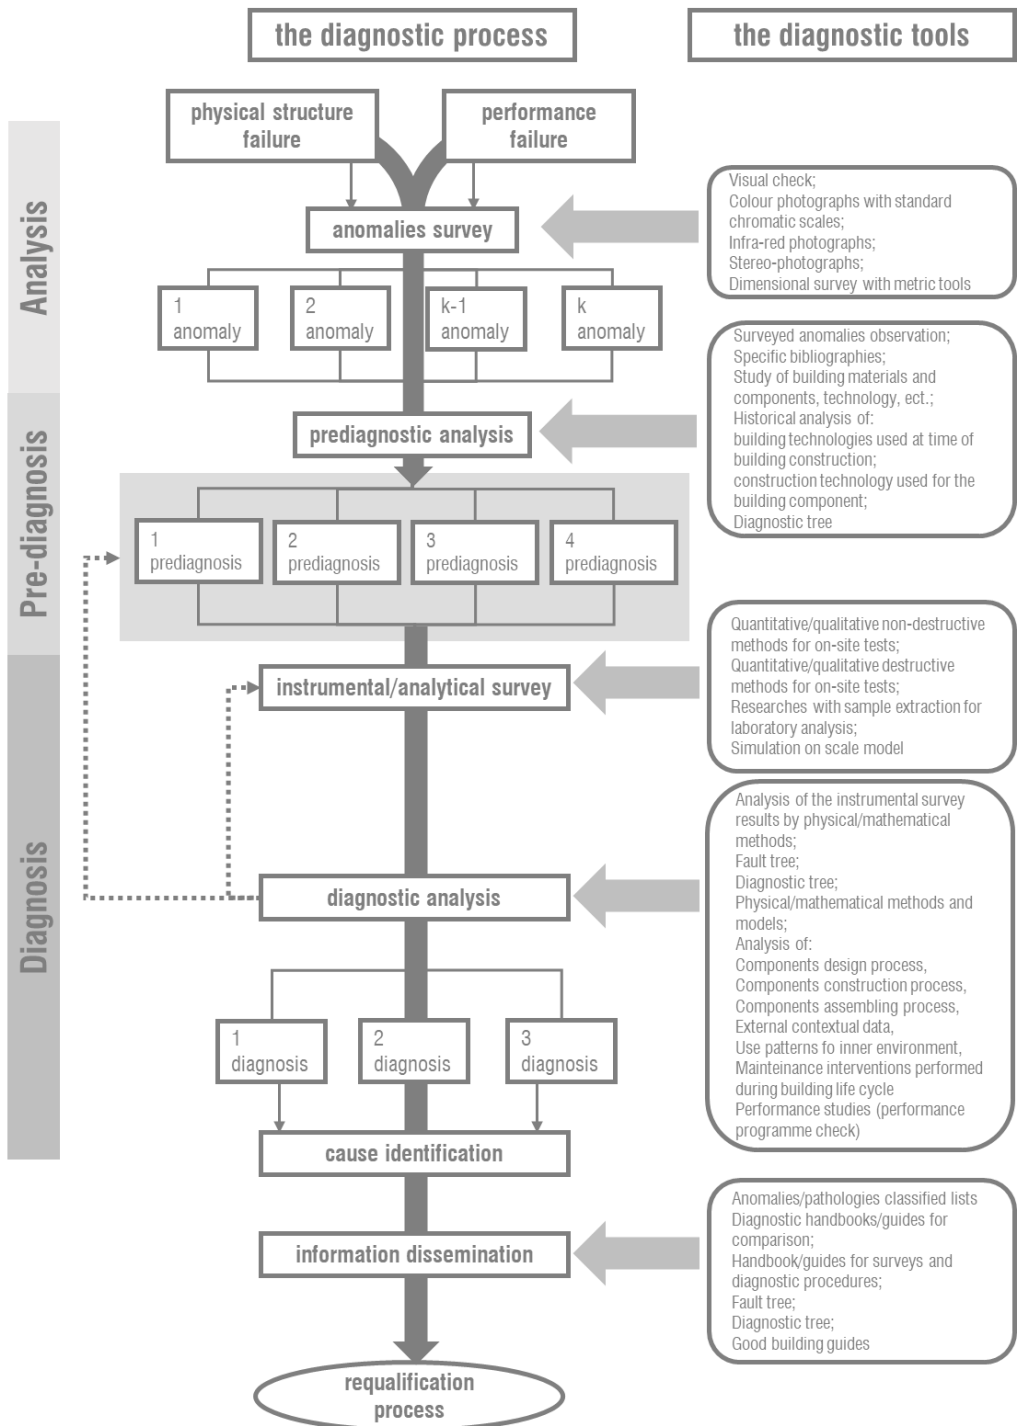 the diagnostic process
the diagnostic tools
physical structure
failure
performance
failure
Analysis
anomalies survey
Visual check;
Colour photographs with standard
chromatic scales;
Infra-red photographs;
Stereo-photographs;
Dimensional survey with metric tools
1
anomaly
2
anomaly
k-1
anomaly
k
anomaly
Pre-diagnosis
prediagnostic analysis
Surveyed anomalies observation;
Specific bibliographies;
Study of building materials and
components, technology, ect.;
Historical analysis of:
building technologies used at time of
building construction;
construction technology used for the
building component;
Diagnostic tree
1
prediagnosis
2
prediagnosis
3
prediagnosis
4
prediagnosis
Diagnosis
instrumental/analytical survey
Quantitative/qualitative non-destructive
methods for on-site tests;
Quantitative/qualitative destructive
methods for on-site tests;
Researches with sample extraction for
laboratory analysis;
Simulation on scale model
diagnostic analysis
Analysis of the instrumental survey
results by physical/mathematical
methods;
Fault tree;
Diagnostic tree;
Physical/mathematical methods and
models;
Analysis of:
Components design process,
Components construction process,
Components assembling process,
External contextual data,
Use patterns fo inner environment,
Mainteinance interventions performed
during building life cycle
Performance studies (performance
programme check)
1
diagnosis
2
diagnosis
3
diagnosis
cause identification
information dissemination
Anomalies/pathologies classified lists
Diagnostic handbooks/guides for
comparison;
Handbook/guides for surveys and
diagnostic procedures;
Fault tree;
Diagnostic tree;
Good building guides
requalification
process